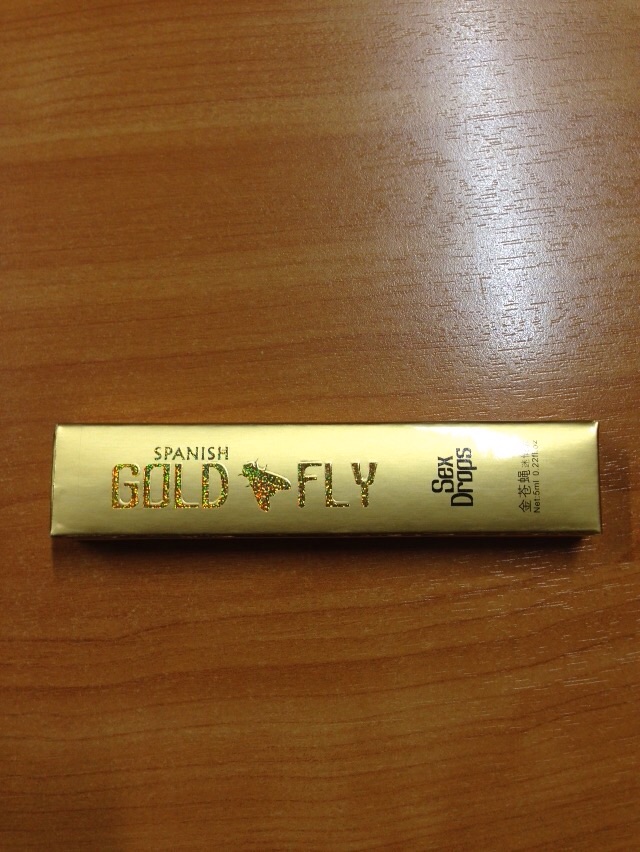 SPANISH
GOLD FLY
Sex
Drops
金苍蝇
Net:5ml 0.22fl.oz